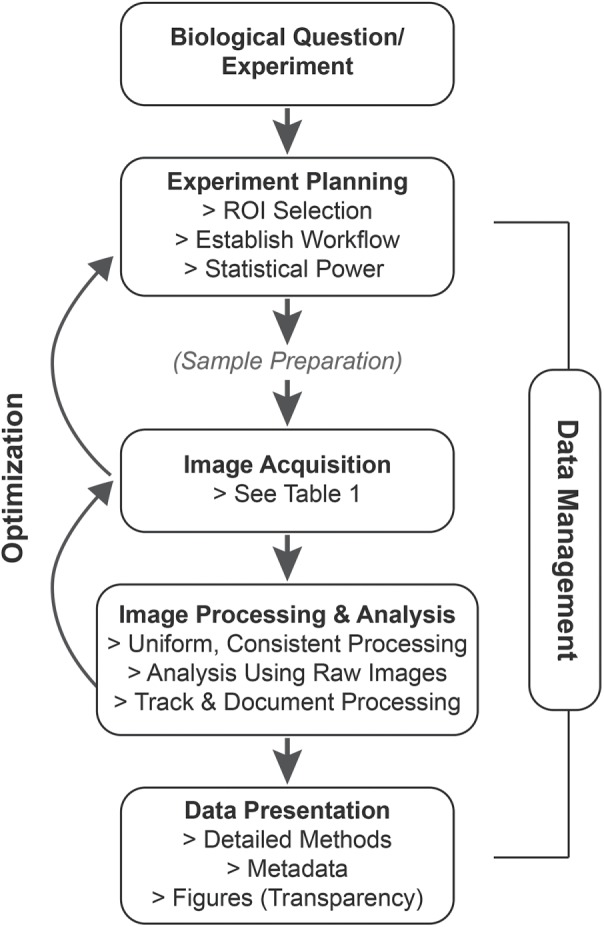 Biological Question/
Experiment
Experiment Planning
> ROI Selection
> Establish Workflow
> Statistical Power
(Sample Preparation)
Image Acquisition
> See Table 1
Image Processing & Analysis
> Uniform, Consistent Processing
> Analysis Using Raw Images
> Track & Document Processing
Data Presentation
> Detailed Methods
> Metadata
> Figures (Transparency)
Optimization
Data Management